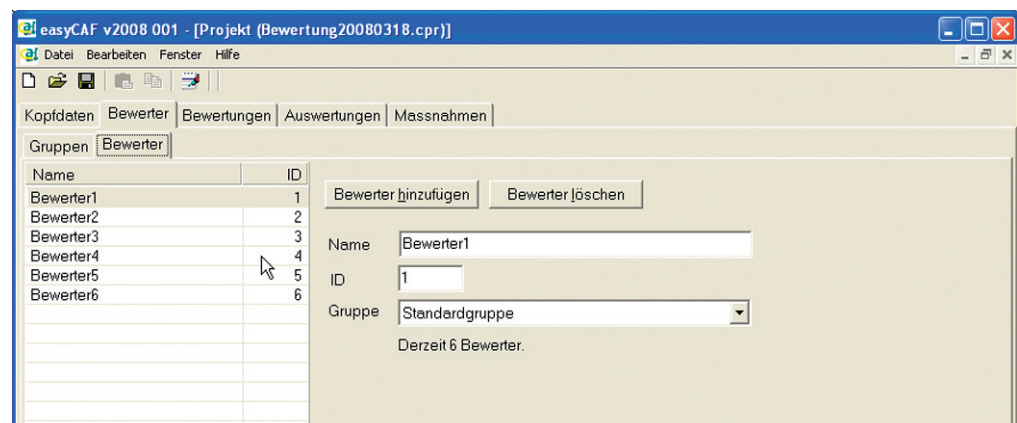 easyCAF v2008 001 - [Projekt (Bewertung20080318.cpr)]
Datei Bearbeiten Fenster Hilfe
Kopfdaten Bewerter Bewertungen Auswertungen Massnahmen
Gruppen Bewerter
Name ID
Bewerter1 1
Bewerter2 2
Bewerter3 3
Bewerter4 4
Bewerter5 5
Bewerter6 6
Bewerter hinzufügen Bewerter löschen
Name Bewerter1
ID 1
Gruppe Standardgruppe
Derzeit 6 Bewerter.